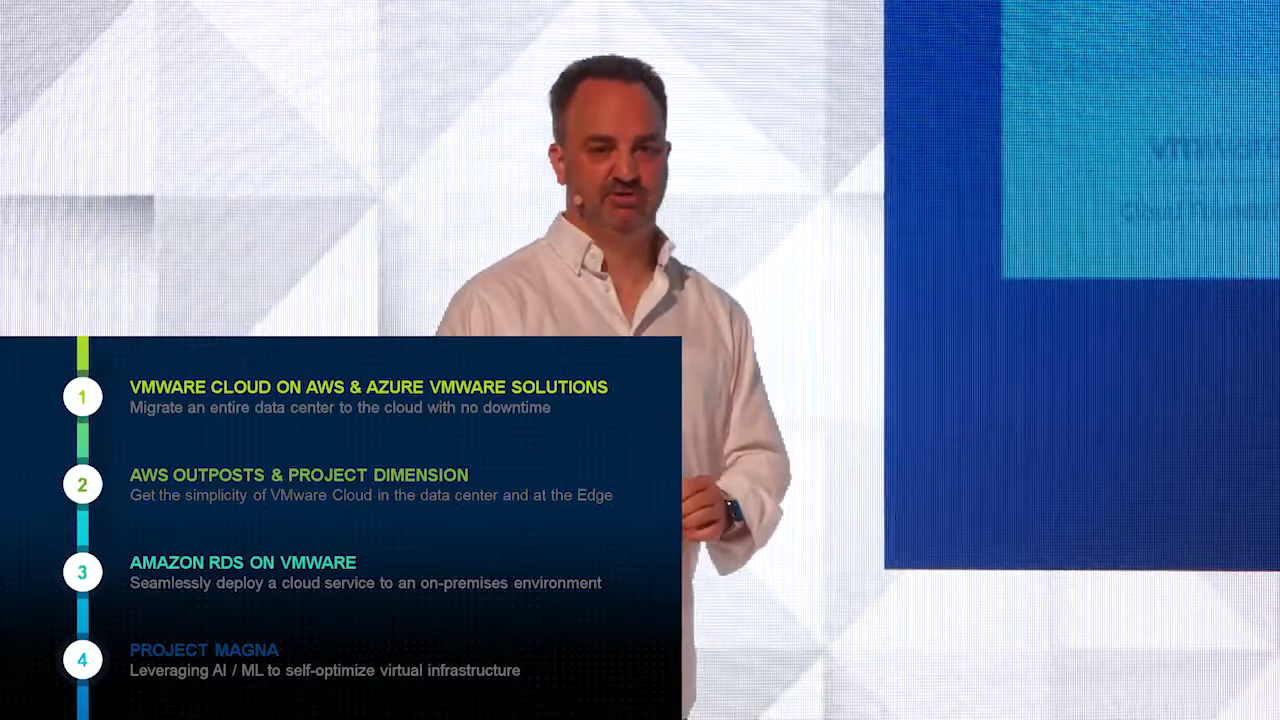 1
VMWARE CLOUD ON AWS & AZURE VMWARE SOLUTIONS
Migrate an entire data center to the cloud with no downtime
2
AWS OUTPOSTS & PROJECT DIMENSION
Get the simplicity of VMware Cloud in the data center and at the Edge
3
AMAZON RDS ON VMWARE
Seamlessly deploy a cloud service to an on-premises environment
4
PROJECT MAGNA
Leveraging AI / ML to self-optimize virtual infrastructure